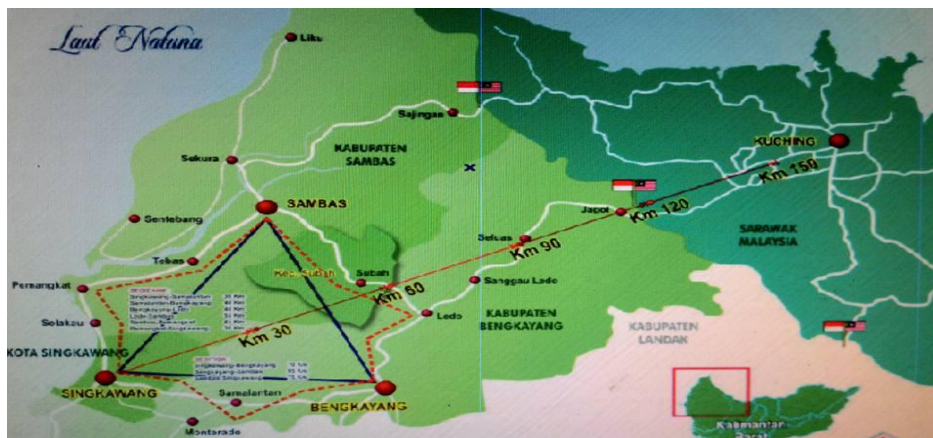 Laut Natuna
Liku
Sajingan
KUCHING
KABUPATEN
SAMBAS
Sekura
Km 150
SAMBAS
Sentebang
Jagoi
Km 120
SARAWAK
MALAYSIA
Seluas
Km 90
Tebas
Kec. Subah
Subah
Sanggau Ledo
Pemangkat
Km 60
Selakau
Ledo
KABUPATEN
BENGKAYANG
KABUPATEN
LANDAK
Km 30
KOTA SINGKAWANG
SINGKAWANG
Samalanten
BENGKAYANG
Monterado
Kalimantan
Barat